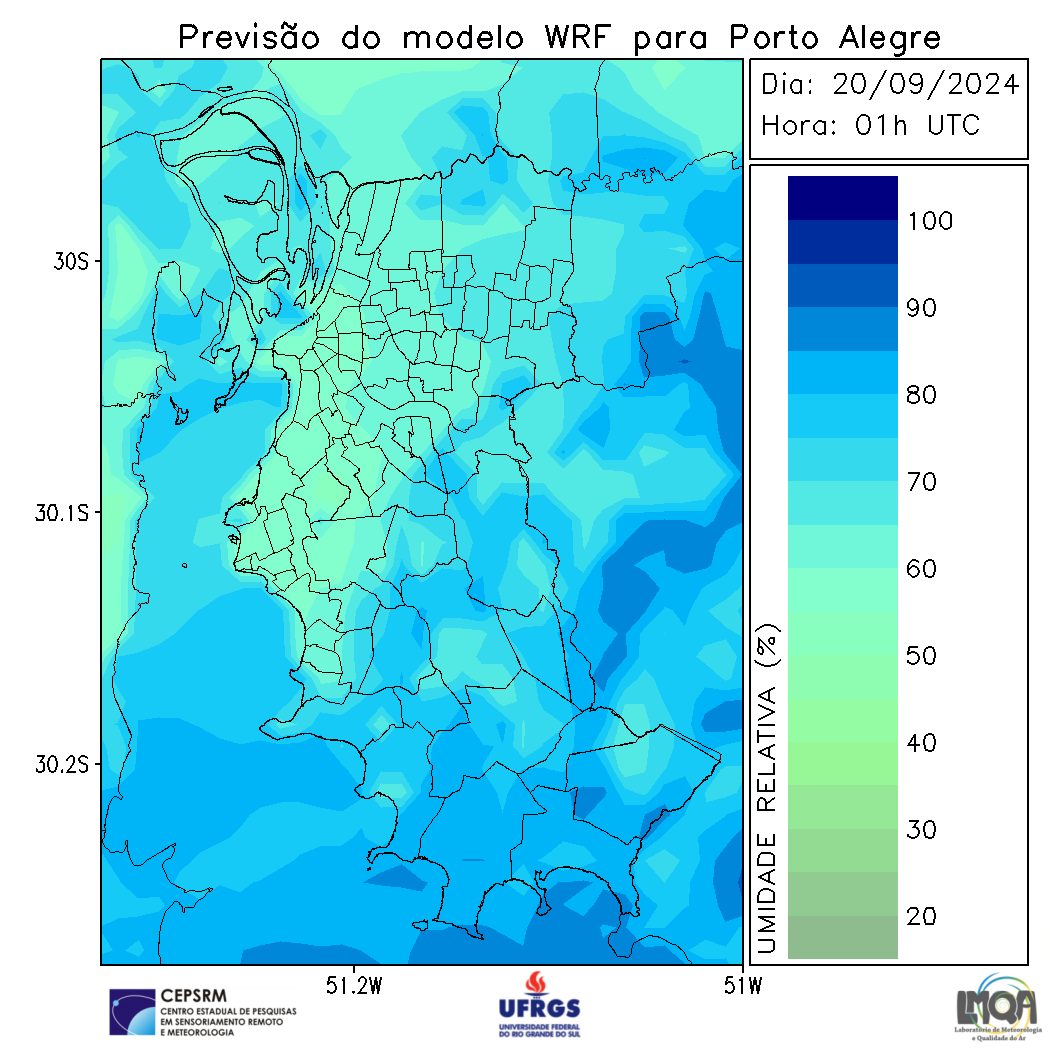 Previsão do modelo WRF para Porto Alegre
Dia: 20/09/2024
Hora: 01h UTC
30S
30.1S
30.2S
51.2W
51W
UMIDADE RELATIVA (%)
100
90
80
70
60
50
40
30
20
CEPSRM
CENTRO ESTADUAL DE PESQUISAS
EM SENSORIAMENTO REMOTO
E METEOROLOGIA
UFRGS
UNIVERSIDADE FEDERAL
DO RIO GRANDE DO SUL
LMQA
Laboratório de Meteorologia
e Qualidade do Ar